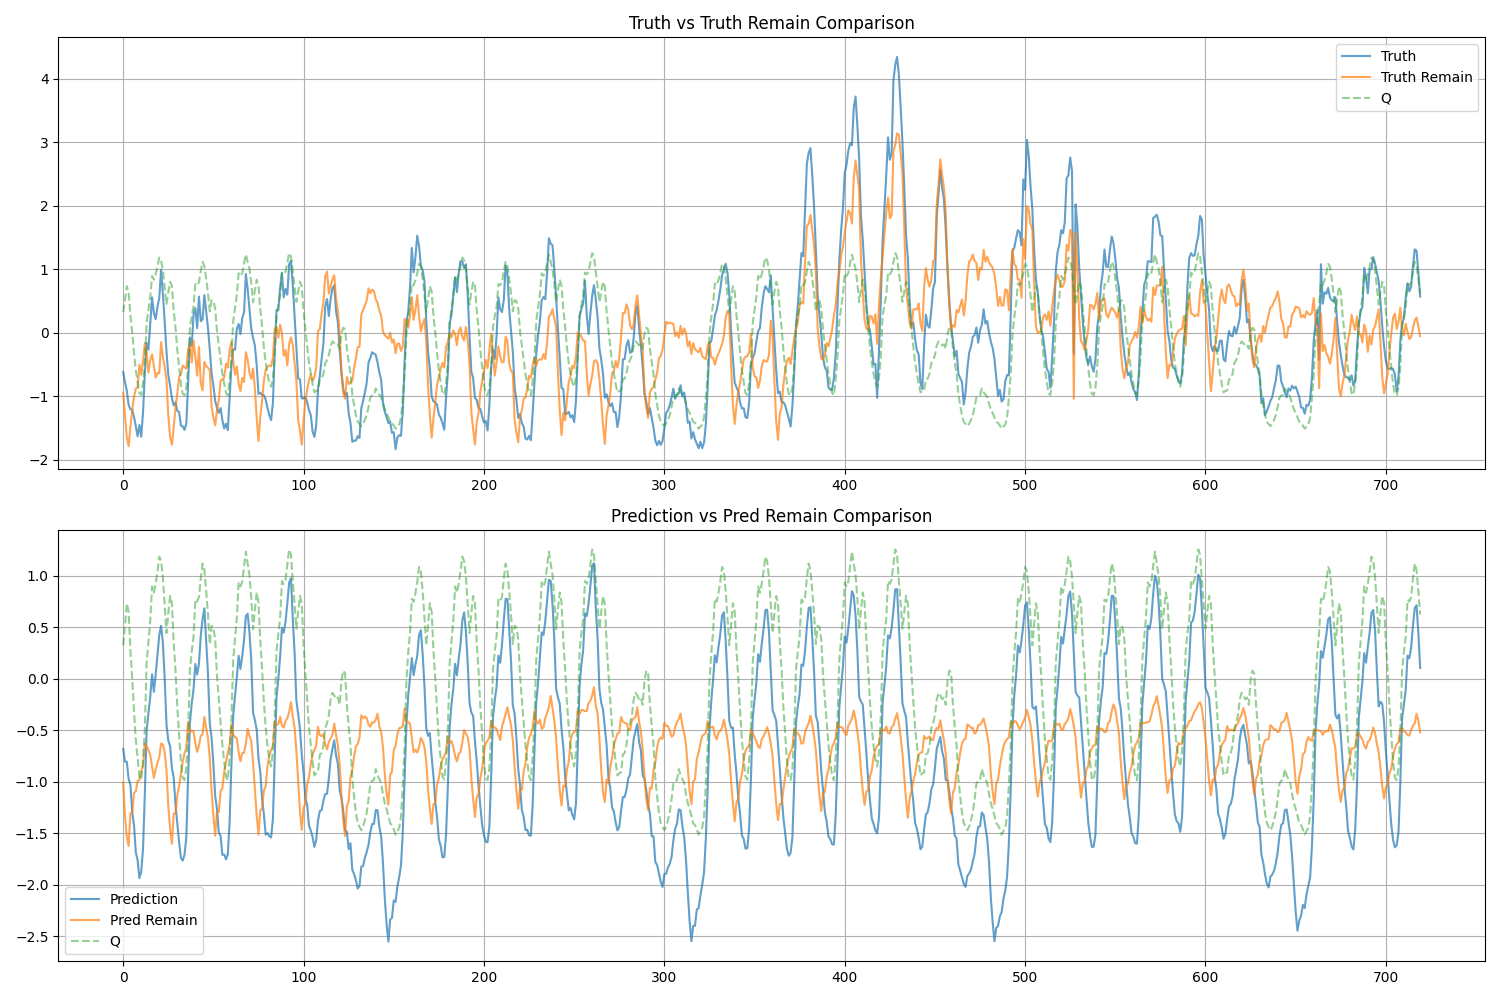 Truth vs Truth Remain Comparison
4
3
2
1
0
−1
−2
Truth
Truth Remain
Q
0 100 200 300 400 500 600 700
Prediction vs Pred Remain Comparison
1.0
0.5
0.0
−0.5
−1.0
−1.5
−2.0
−2.5
Prediction
Pred Remain
Q
0 100 200 300 400 500 600 700